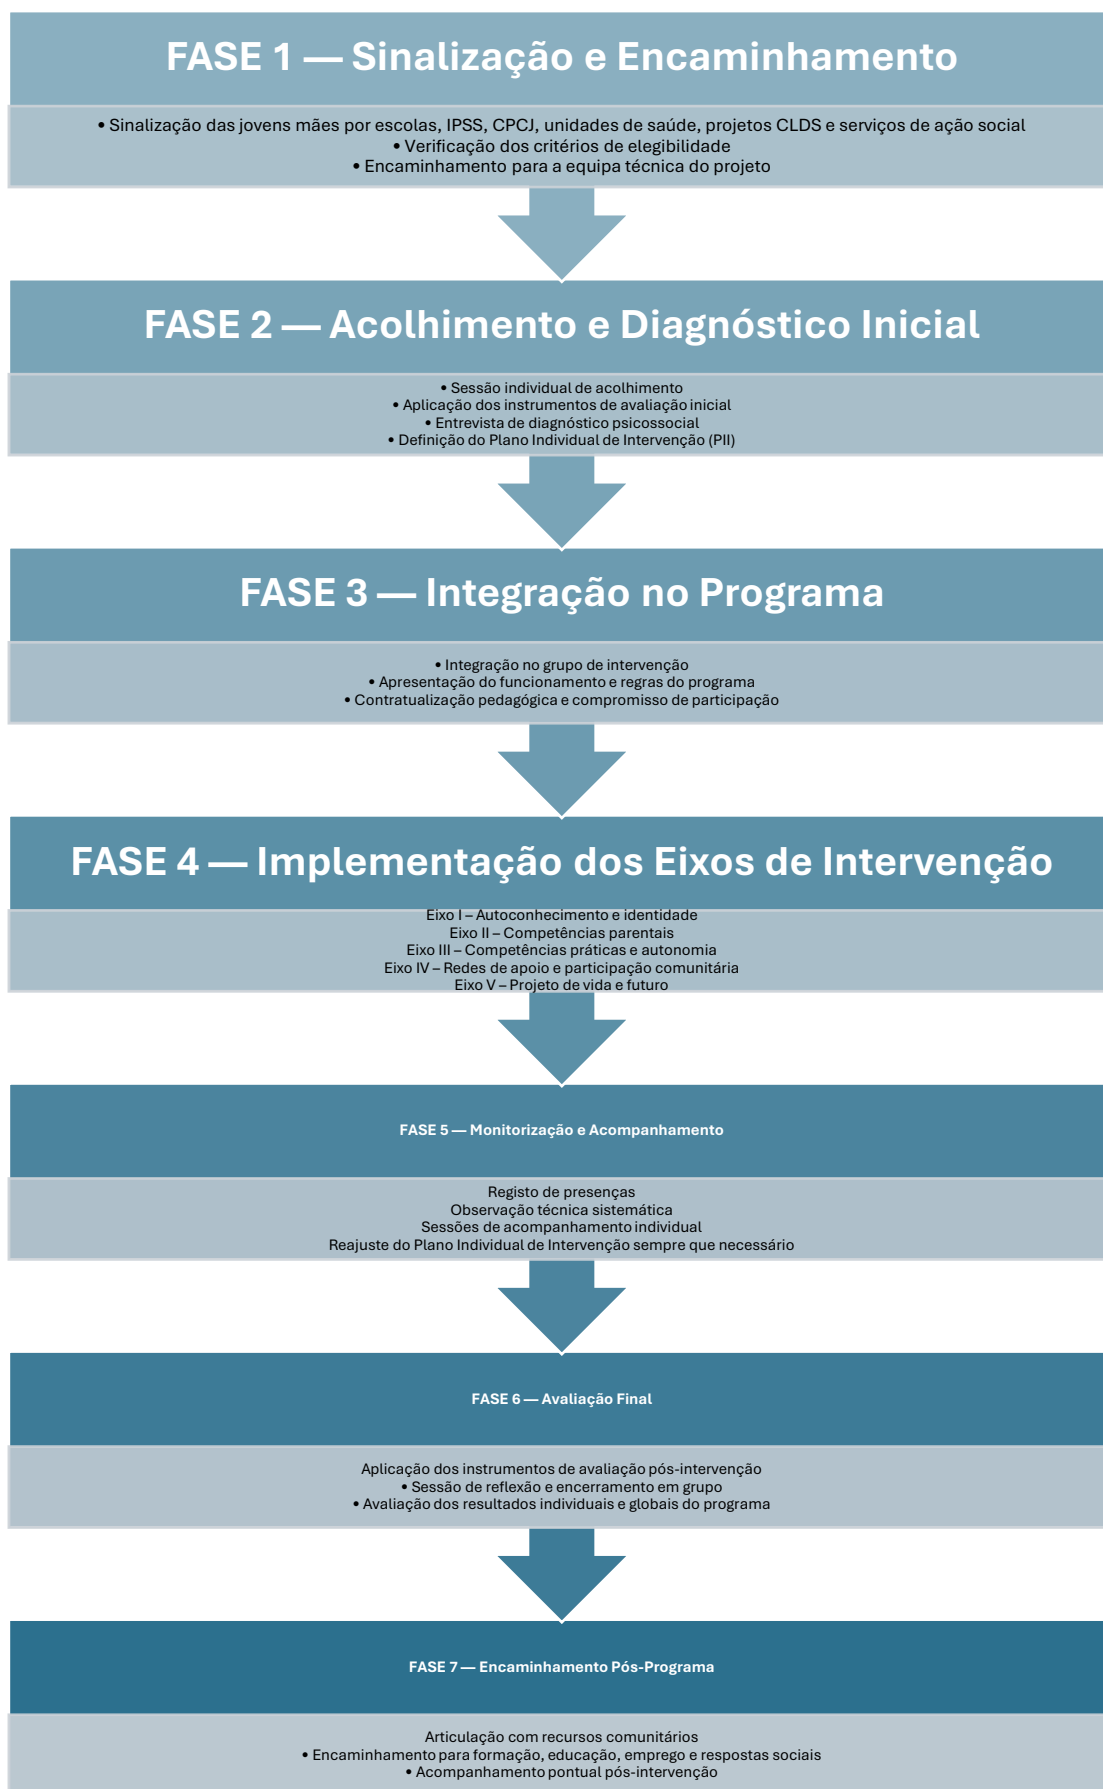 FASE 1 — Sinalização e Encaminhamento
• Sinalização das jovens mães por escolas, IPSS, CPCJ, unidades de saúde, projetos CLDS e serviços de ação social
• Verificação dos critérios de elegibilidade
• Encaminhamento para a equipa técnica do projeto
FASE 2 — Acolhimento e Diagnóstico Inicial
• Sessão individual de acolhimento
• Aplicação dos instrumentos de avaliação inicial
• Entrevista de diagnóstico psicossocial
• Definição do Plano Individual de Intervenção (PII)
FASE 3 — Integração no Programa
• Integração no grupo de intervenção
• Apresentação do funcionamento e regras do programa
• Contratualização pedagógica e compromisso de participação
FASE 4 — Implementação dos Eixos de Intervenção
Eixo I – Autoconhecimento e identidade
Eixo II – Competências parentais
Eixo III – Competências práticas e autonomia
Eixo IV – Redes de apoio e participação comunitária
Eixo V – Projeto de vida e futuro
FASE 5 — Monitorização e Acompanhamento
Registo de presenças
Observação técnica sistemática
Sessões de acompanhamento individual
Reajuste do Plano Individual de Intervenção sempre que necessário
FASE 6 — Avaliação Final
Aplicação dos instrumentos de avaliação pós-intervenção
• Sessão de reflexão e encerramento em grupo
• Avaliação dos resultados individuais e globais do programa
FASE 7 — Encaminhamento Pós-Programa
Articulação com recursos comunitários
• Encaminhamento para formação, educação, emprego e respostas sociais
• Acompanhamento pontual pós-intervenção